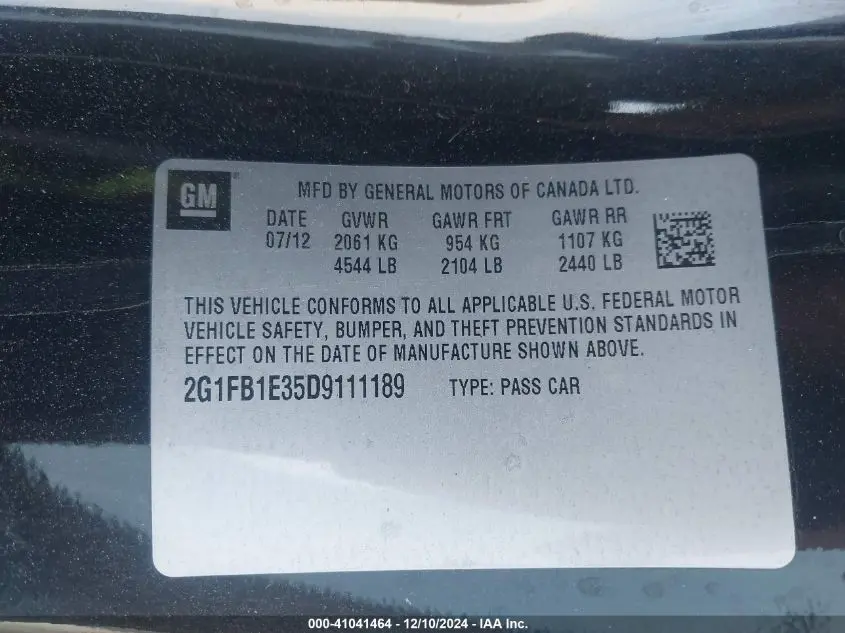 GM
MFD BY GENERAL MOTORS OF CANADA LTD.
DATE GVWR GAWR FRT GAWR RR
07/12 2061 KG 954 KG 1107 KG
4544 LB 2104 LB 2440 LB
THIS VEHICLE CONFORMS TO ALL APPLICABLE U.S. FEDERAL MOTOR
VEHICLE SAFETY, BUMPER, AND THEFT PREVENTION STANDARDS IN
EFFECT ON THE DATE OF MANUFACTURE SHOWN ABOVE.
2G1FB1E35D9111189 TYPE: PASS CAR
000-41041464 - 12/10/2024 - IAA Inc.